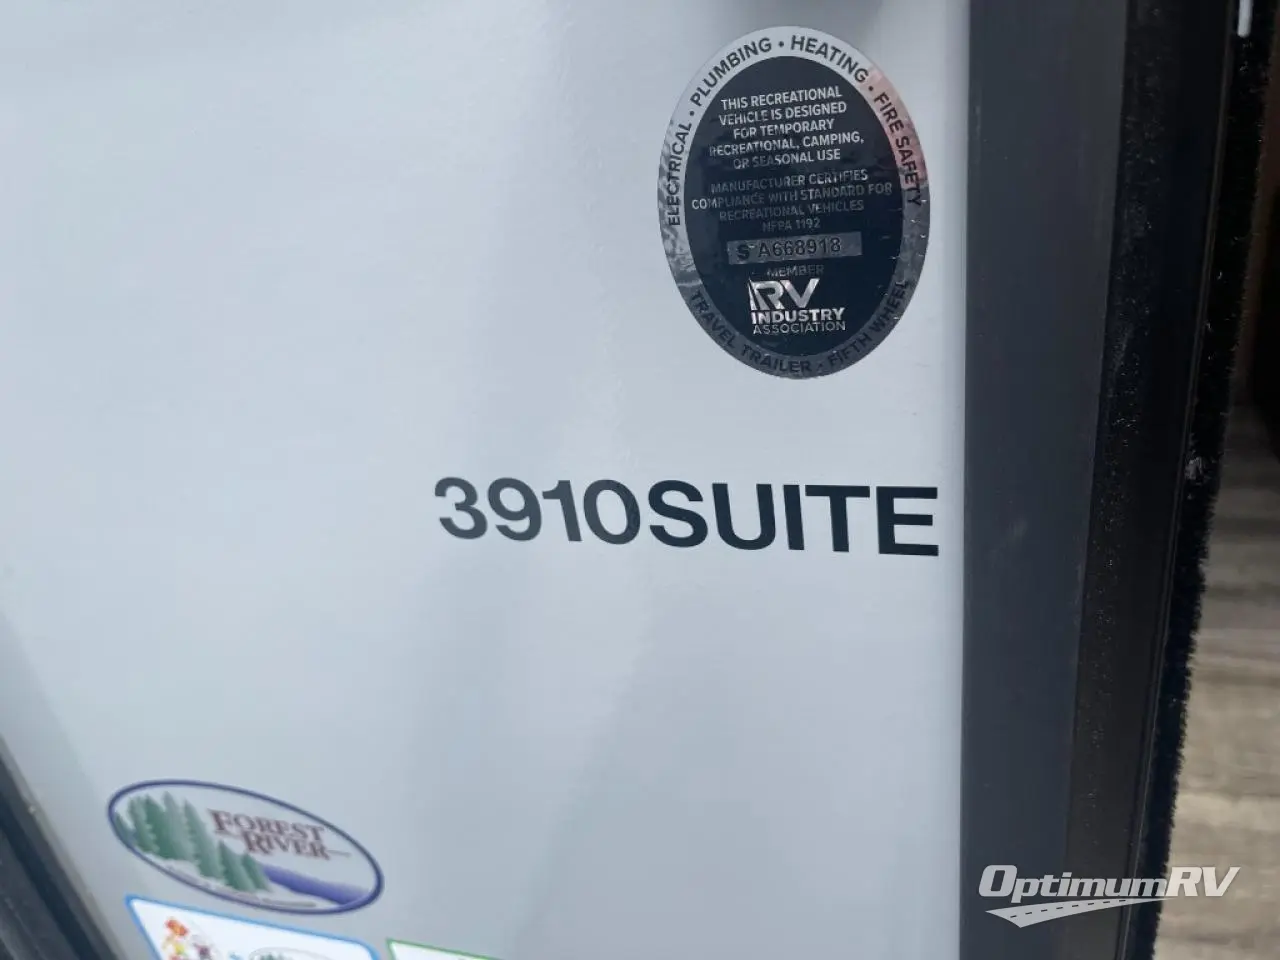 ELECTRICAL • PLUMBING • HEATING • FIRE SAFETY
THIS RECREATIONAL
VEHICLE IS DESIGNED
FOR TEMPORARY
RECREATIONAL, CAMPING,
OR SEASONAL USE
MANUFACTURER CERTIFIES
COMPLIANCE WITH STANDARD FOR
RECREATIONAL VEHICLES
NFPA 1192
S A668918
MEMBER
RV
INDUSTRY
ASSOCIATION
TRAVEL TRAILER • FIFTH WHEEL
3910SUITE
FOREST
RIVER
OptimumRV